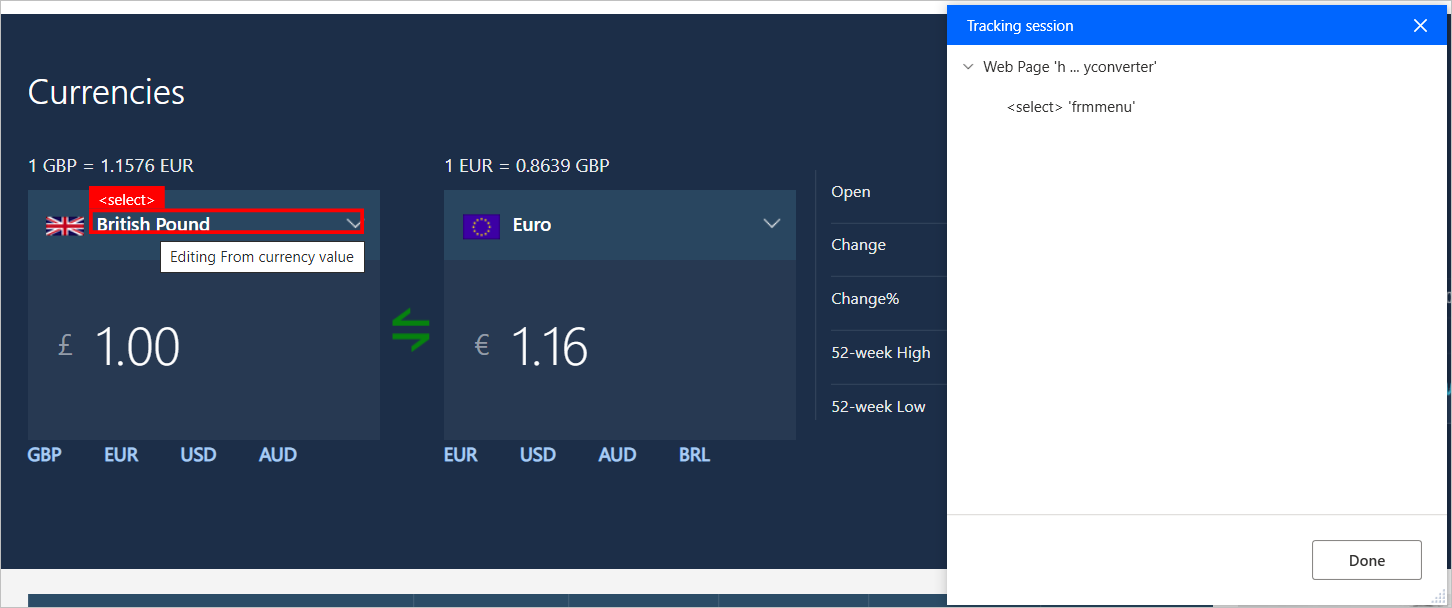 Currencies
1 GBP = 1.1576 EUR
<select>
British Pound
Editing From currency value
£ 1.00
GBP EUR USD AUD
1 EUR = 0.8639 GBP
Euro
€ 1.16
EUR USD AUD BRL
Open
Change
Change%
52-week High
52-week Low
Tracking session
Web Page 'h ... yconverter'
<select> 'frmmenu'
Done